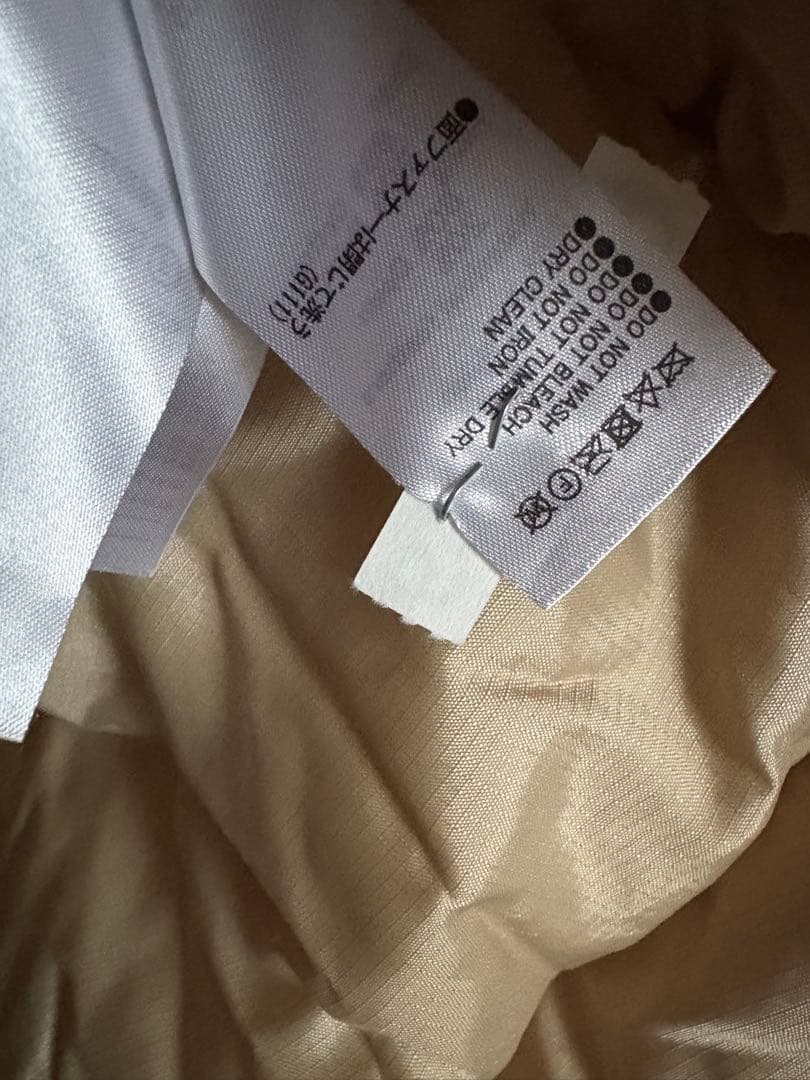 ●面ファスナーは閉じて洗う
(G111)
●DO NOT WASH
●DO NOT BLEACH
●DO NOT TUMBLE DRY
●DO NOT IRON
●DRY CLEAN
F